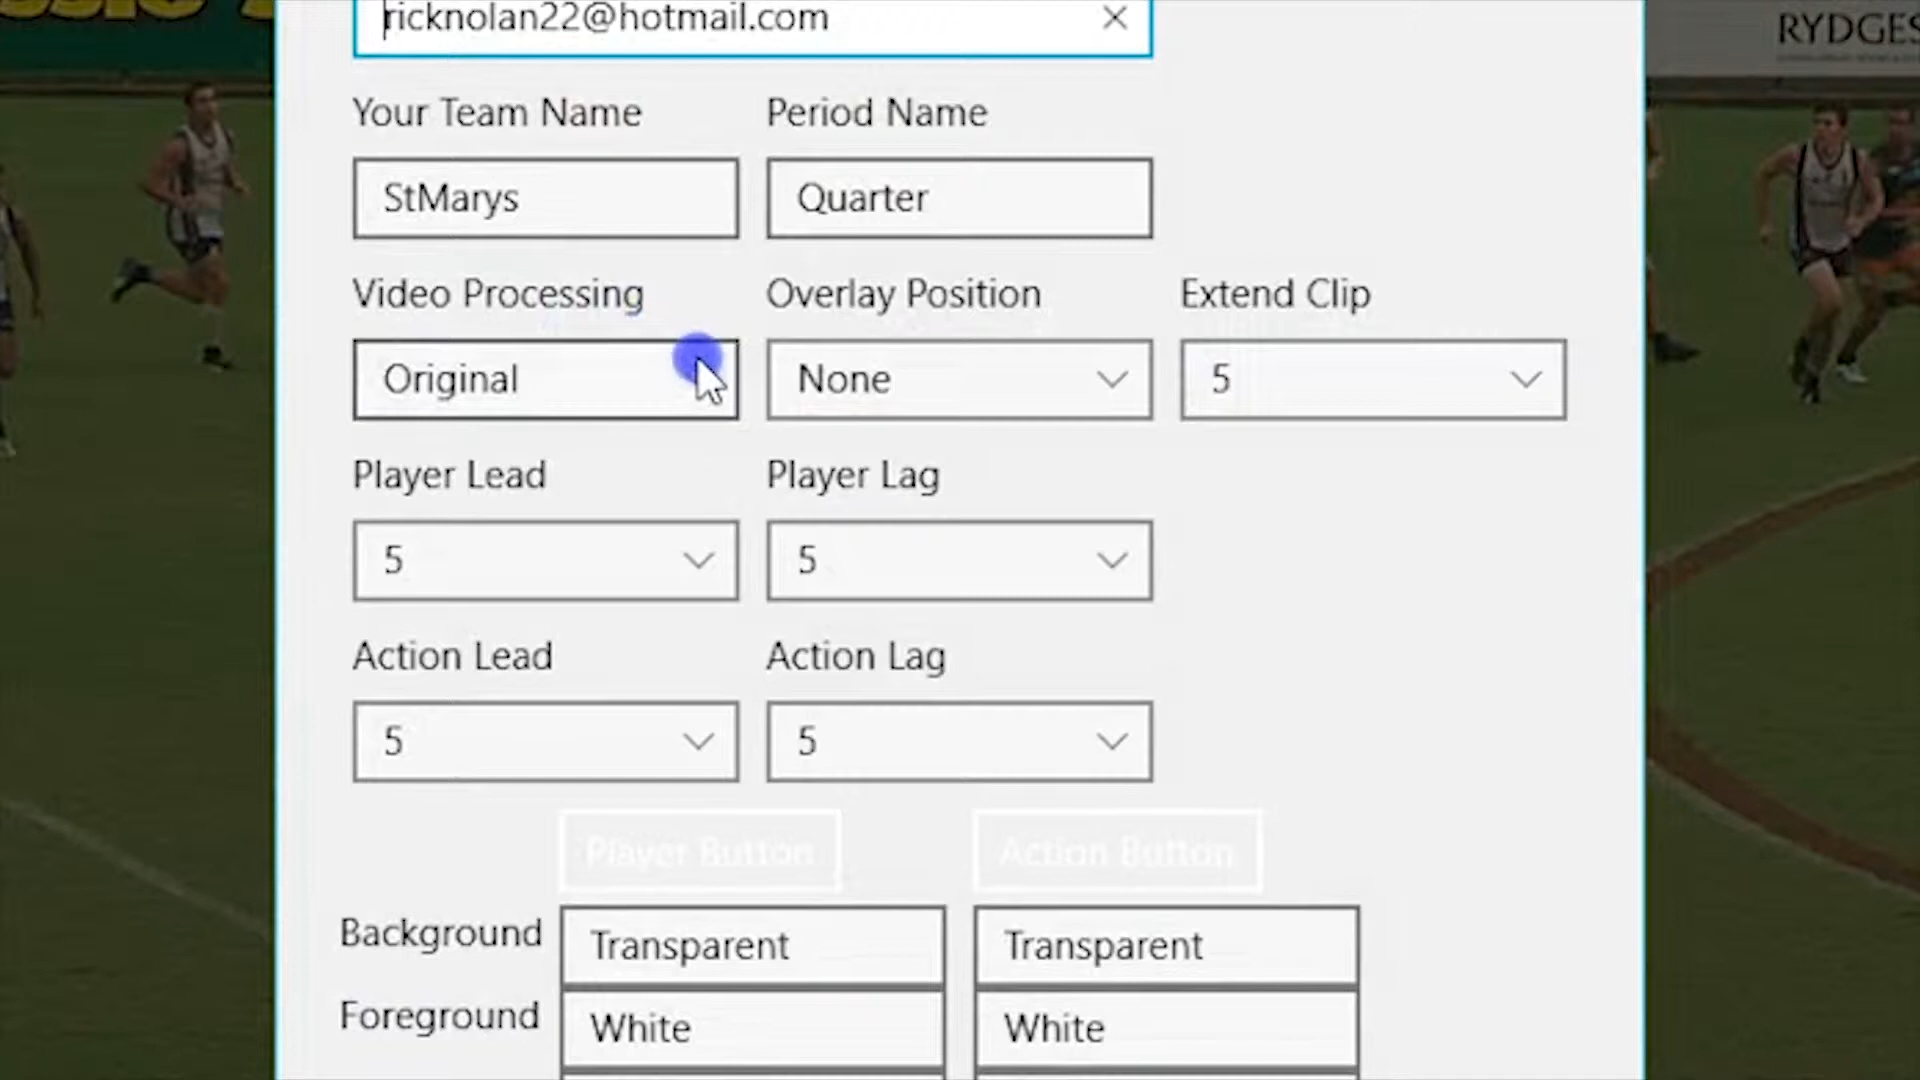 RYDGES
ricknolan22@hotmail.com
Your Team Name Period Name
StMarys Quarter
Video Processing Overlay Position Extend Clip
Original None 5
Player Lead Player Lag
5 5
Action Lead Action Lag
5 5
Player Button Action Button
Background Transparent Transparent
Foreground White White